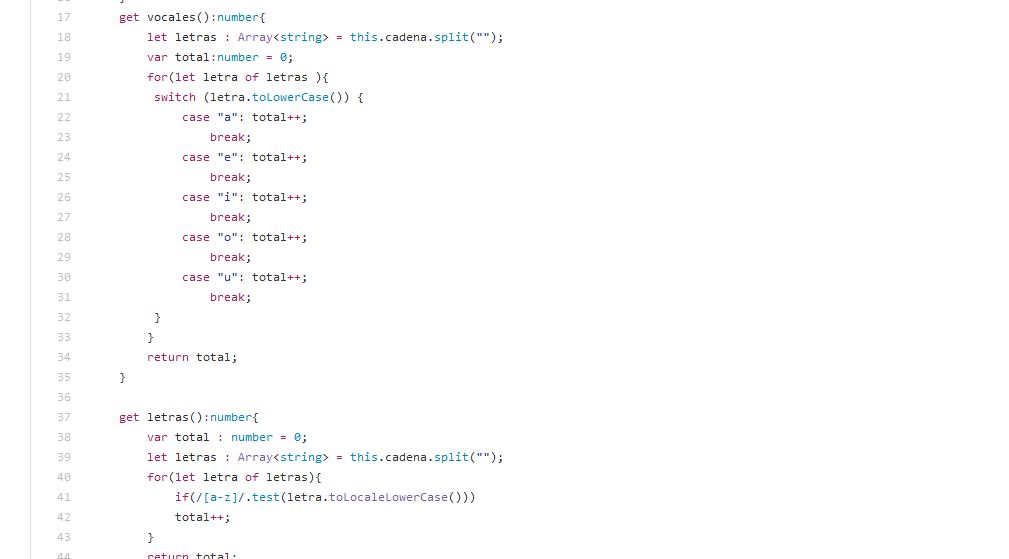 17 get vocales():number{
18 let letras : Array<string> = this.cadena.split("");
19 var total:number = 0;
20 for(let letra of letras ){
21 switch (letra.toLowerCase()) {
22 case "a": total++;
23 break;
24 case "e": total++;
25 break;
26 case "i": total++;
27 break;
28 case "o": total++;
29 break;
30 case "u": total++;
31 break;
32 }
33 }
34 return total;
35 }
36
37 get letras():number{
38 var total : number = 0;
39 let letras : Array<string> = this.cadena.split("");
40 for(let letra of letras){
41 if(/[a-z]/.test(letra.toLocaleLowerCase()))
42 total++;
43 }
44 return total;